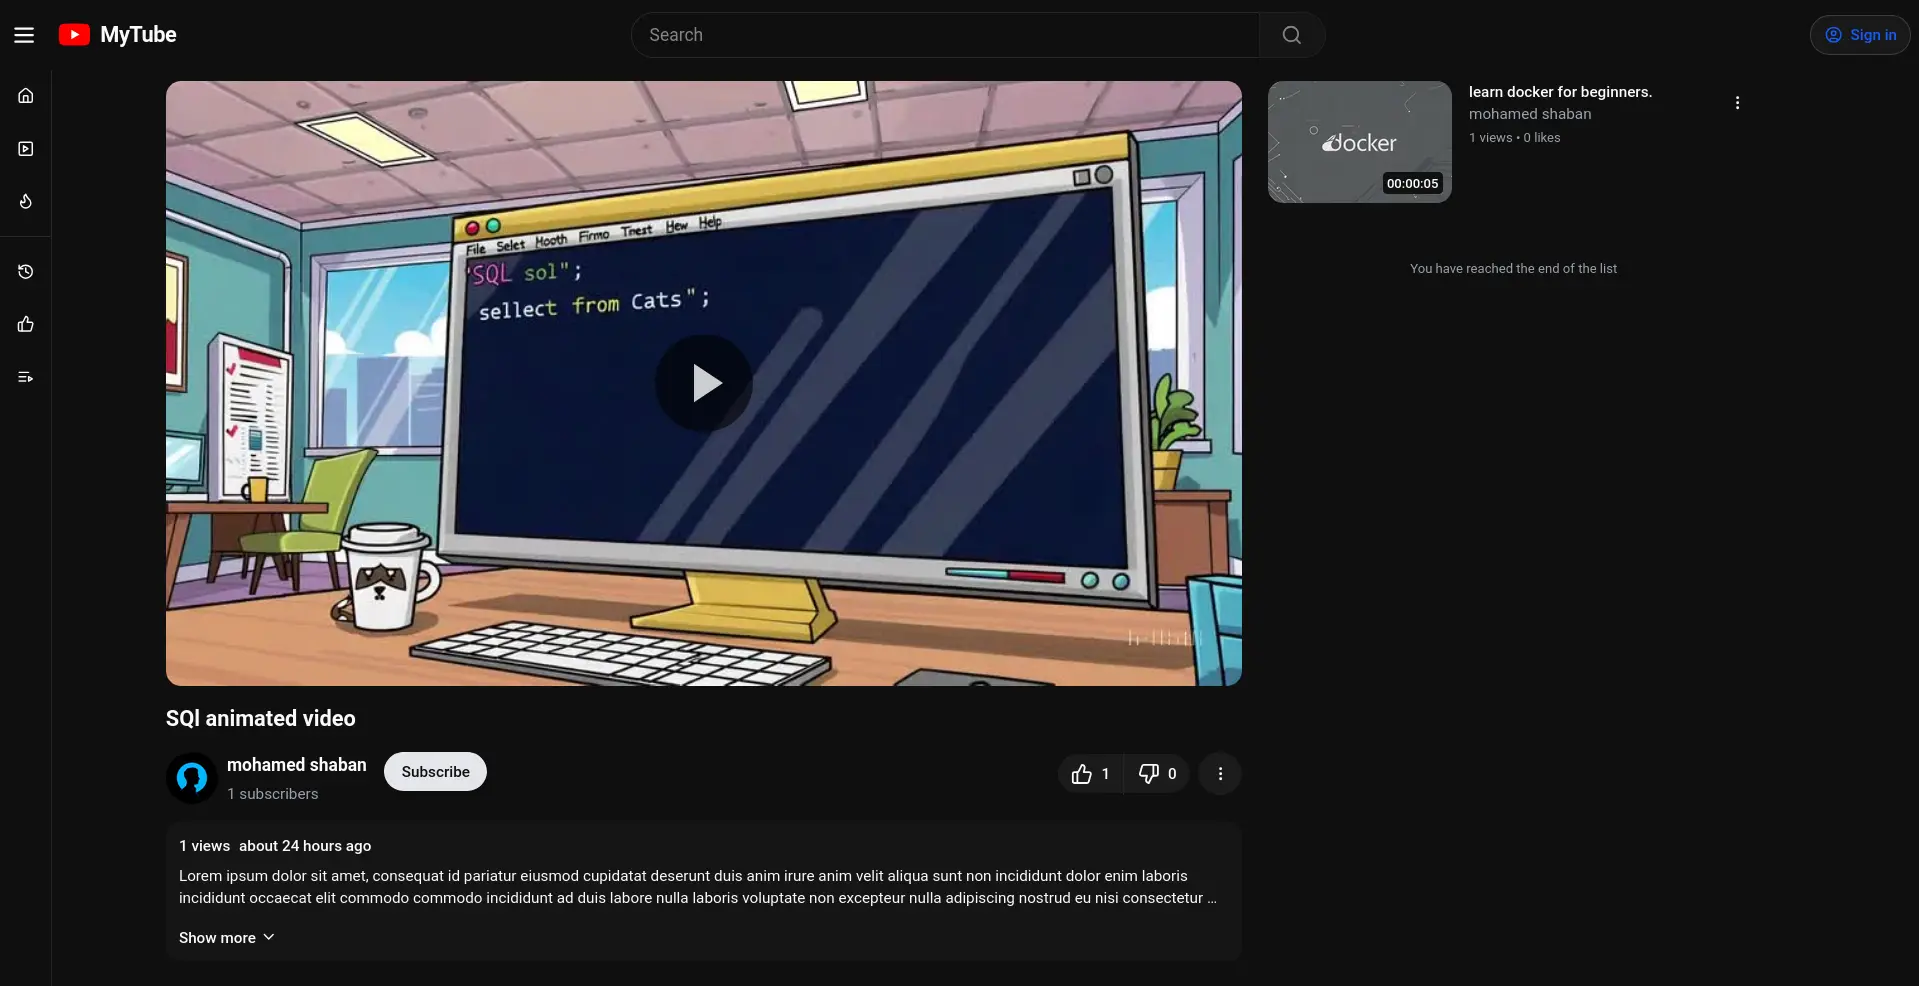 MyTube
Search
Sign in
File Selet Mooth Firmo Tnest Hew Help
"SQL sol";
sellect from Cats";
docker
00:00:05
learn docker for beginners.
mohamed shaban
1 views • 0 likes
You have reached the end of the list
SQl animated video
mohamed shaban
1 subscribers
Subscribe
1
0
1 views about 24 hours ago
Lorem ipsum dolor sit amet, consequat id pariatur eiusmod cupidatat deserunt duis anim irure anim velit aliqua sunt non incididunt dolor enim laboris
incididunt occaecat elit commodo commodo incididunt ad duis labore nulla laboris voluptate non excepteur nulla adipiscing nostrud eu nisi consectetur ...
Show more